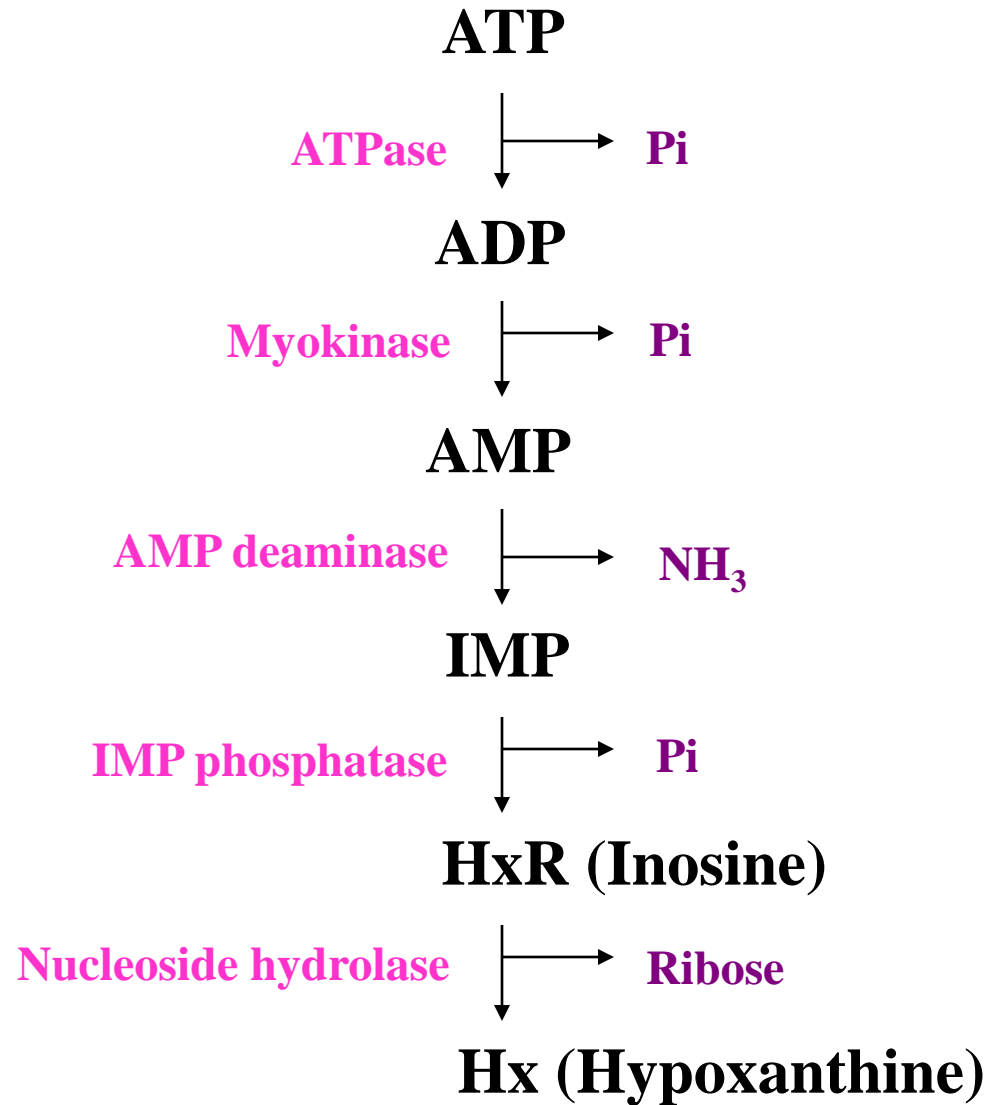 ATP
ATPase
Pi
ADP
Myokinase
Pi
AMP
AMP deaminase
NH₃
IMP
IMP phosphatase
Pi
HxR (Inosine)
Nucleoside hydrolase
Ribose
Hx (Hypoxanthine)